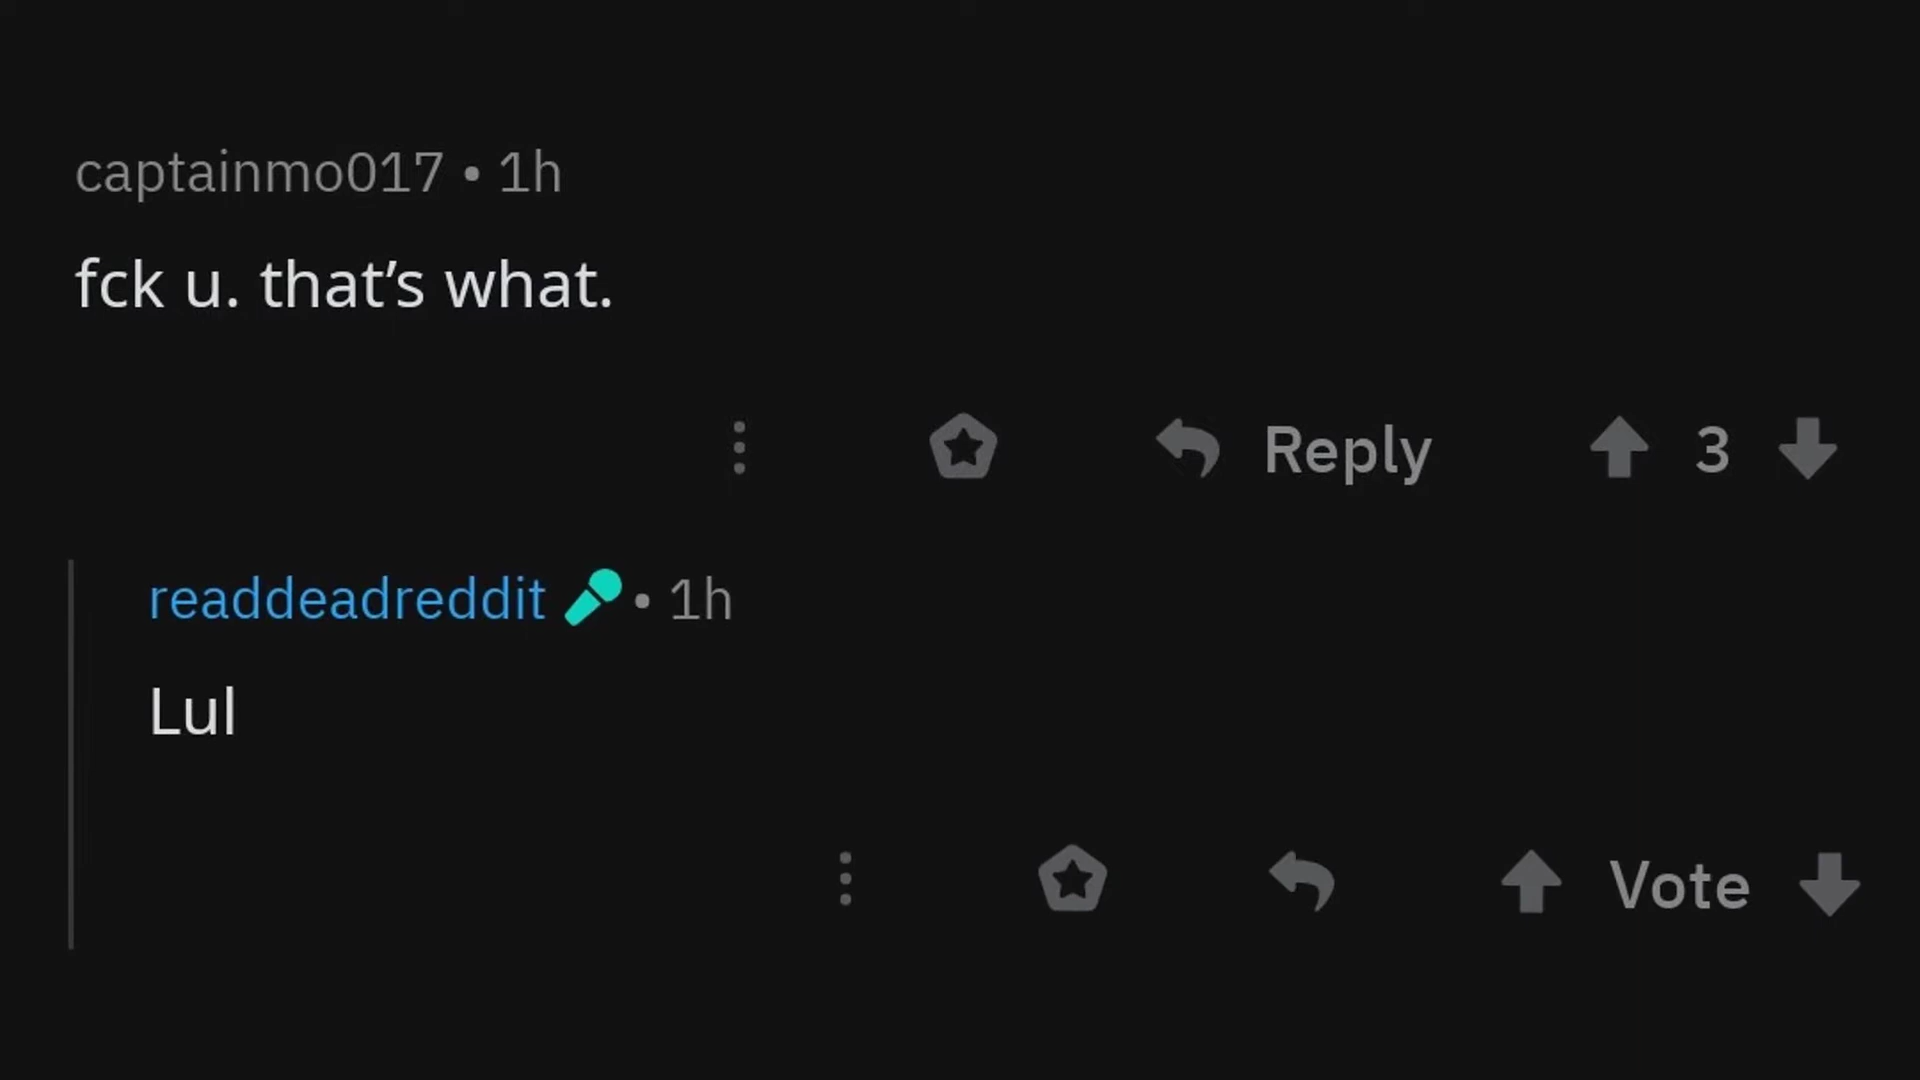 captainmo017 • 1h
fck u. that’s what.
Reply 3
readdeadreddit • 1h
Lul
Vote